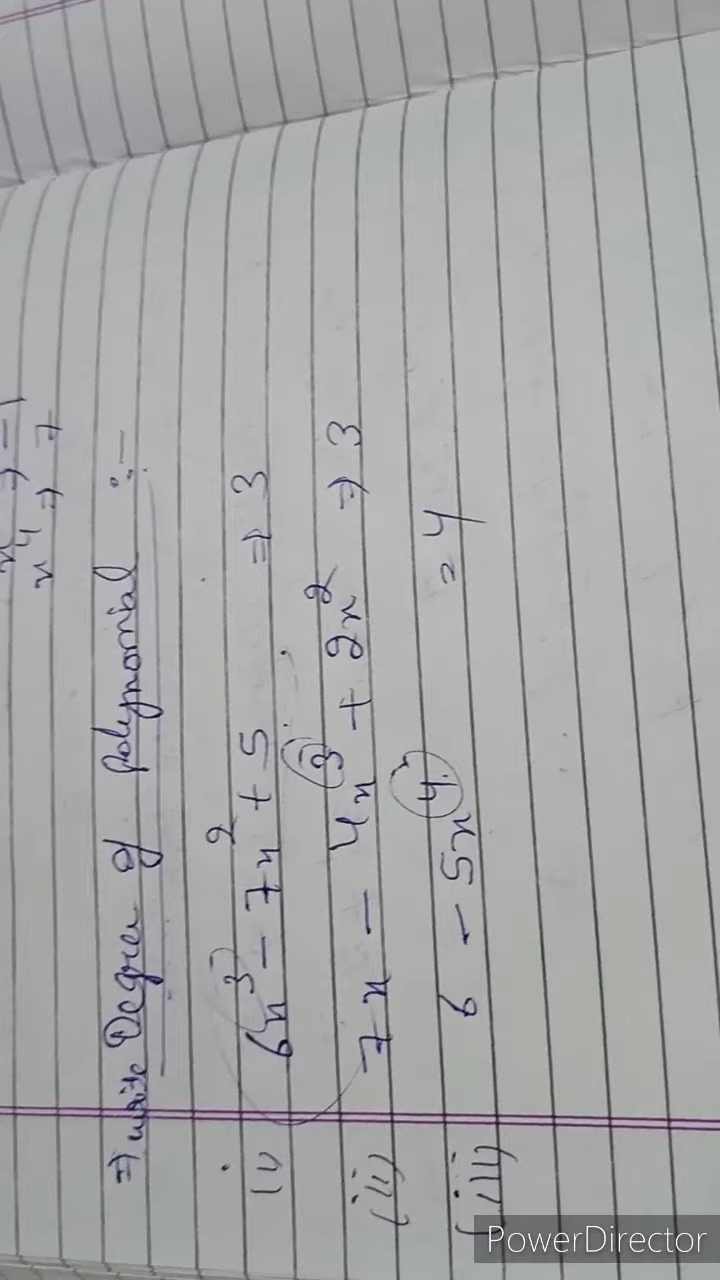 x ⇒ -1
x⁴ ⇒ 7
⇒ write Degree of polynomial :-
(i) 6x³ - 7x² + 5 ⇒ 3
(ii) 7x - 4x³ + 2x² ⇒ 3
(iii) 6 - 5x⁴ = 4
PowerDirector